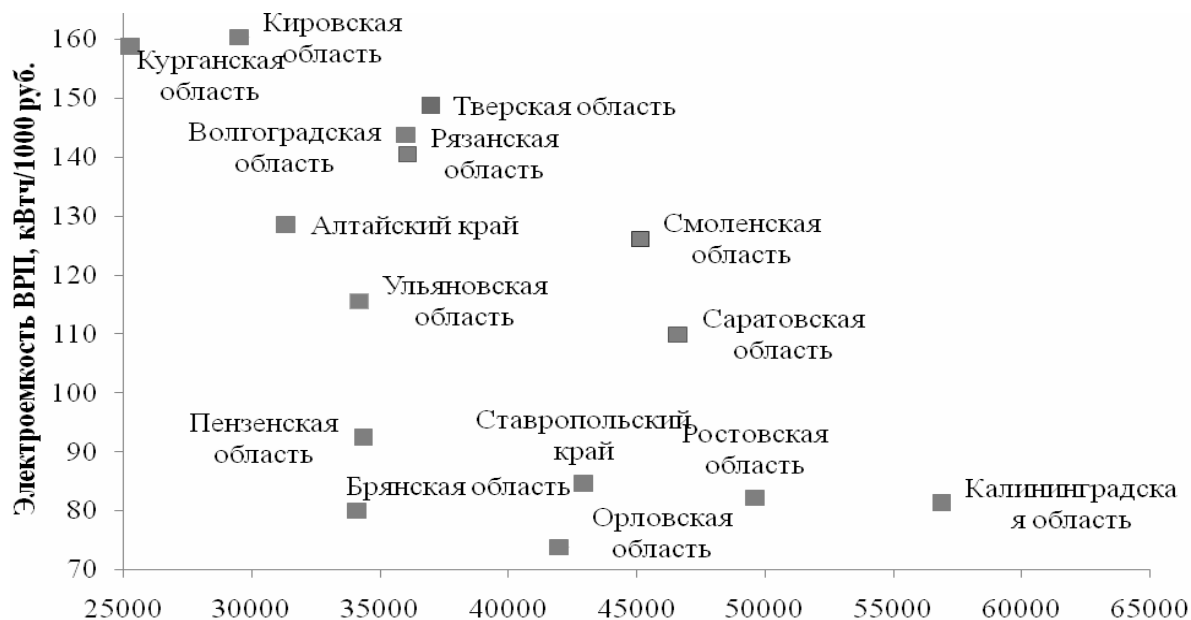 Электроемкость ВРП, кВтч/1000 руб.
160
150
140
130
120
110
100
90
80
70
Кировская
область
Курганская
область
Тверская область
Волгоградская
область
Рязанская
область
Алтайский край
Смоленская
область
Ульяновская
область
Саратовская
область
Пензенская
область
Ставропольский
край
Ростовская
область
Брянская область
Калининградска
я область
Орловская
область
25000 30000 35000 40000 45000 50000 55000 60000 65000